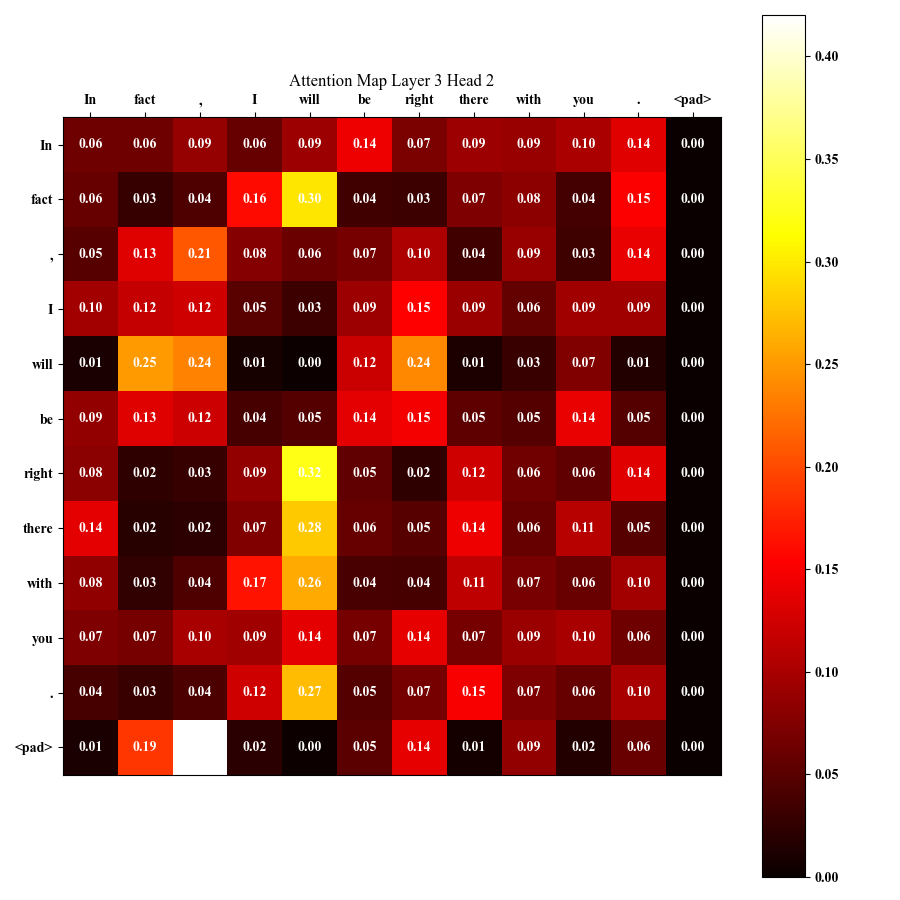 Attention Map Layer 3 Head 2
In fact , I will be right there with you . <pad>
In 0.06 0.06 0.09 0.06 0.09 0.14 0.07 0.09 0.09 0.10 0.14 0.00
fact 0.06 0.03 0.04 0.16 0.30 0.04 0.03 0.07 0.08 0.04 0.15 0.00
, 0.05 0.13 0.21 0.08 0.06 0.07 0.10 0.04 0.09 0.03 0.14 0.00
I 0.10 0.12 0.12 0.05 0.03 0.09 0.15 0.09 0.06 0.09 0.09 0.00
will 0.01 0.25 0.24 0.01 0.00 0.12 0.24 0.01 0.03 0.07 0.01 0.00
be 0.09 0.13 0.12 0.04 0.05 0.14 0.15 0.05 0.05 0.14 0.05 0.00
right 0.08 0.02 0.03 0.09 0.32 0.05 0.02 0.12 0.06 0.06 0.14 0.00
there 0.14 0.02 0.02 0.07 0.28 0.06 0.05 0.14 0.06 0.11 0.05 0.00
with 0.08 0.03 0.04 0.17 0.26 0.04 0.04 0.11 0.07 0.06 0.10 0.00
you 0.07 0.07 0.10 0.09 0.14 0.07 0.14 0.07 0.09 0.10 0.06 0.00
. 0.04 0.03 0.04 0.12 0.27 0.05 0.07 0.15 0.07 0.06 0.10 0.00
<pad> 0.01 0.19 0.02 0.00 0.05 0.14 0.01 0.09 0.02 0.06 0.00
0.40
0.35
0.30
0.25
0.20
0.15
0.10
0.05
0.00